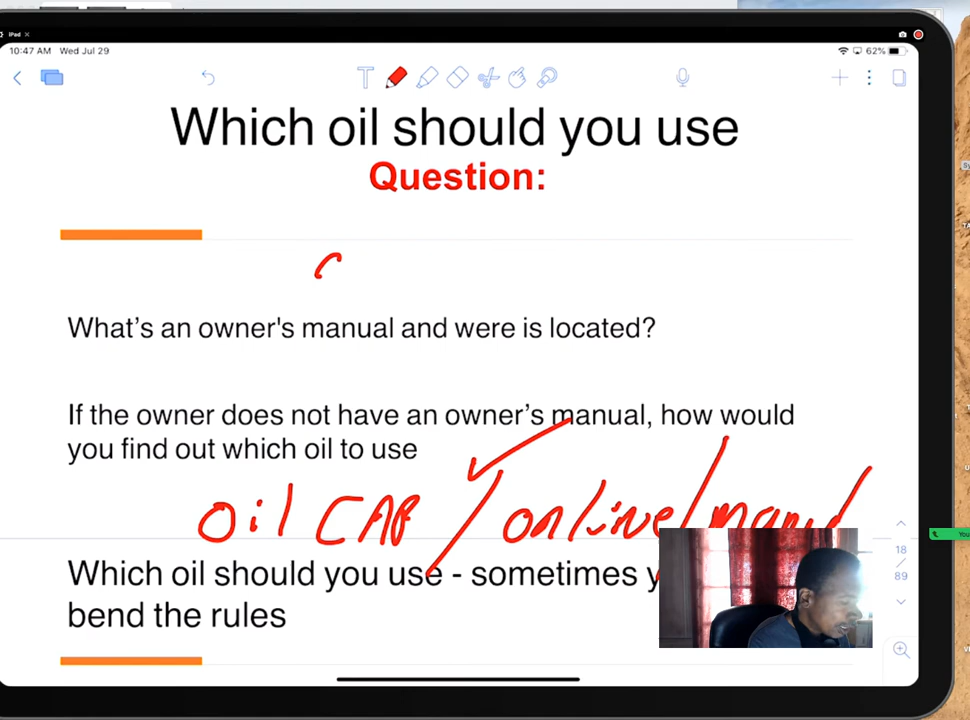 iPad
10:47 AM Wed Jul 29
62%
Which oil should you use
Question:
What's an owner's manual and were is located?
If the owner does not have an owner's manual, how would
you find out which oil to use
oil CAP / online /
Which oil should you use - sometimes
bend the rules
18
/
89
You